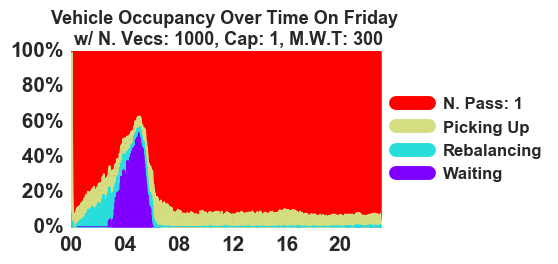 Vehicle Occupancy Over Time On Friday
w/ N. Vecs: 1000, Cap: 1, M.W.T: 300
100%
80%
60%
40%
20%
0%
00 04 08 12 16 20
N. Pass: 1
Picking Up
Rebalancing
Waiting